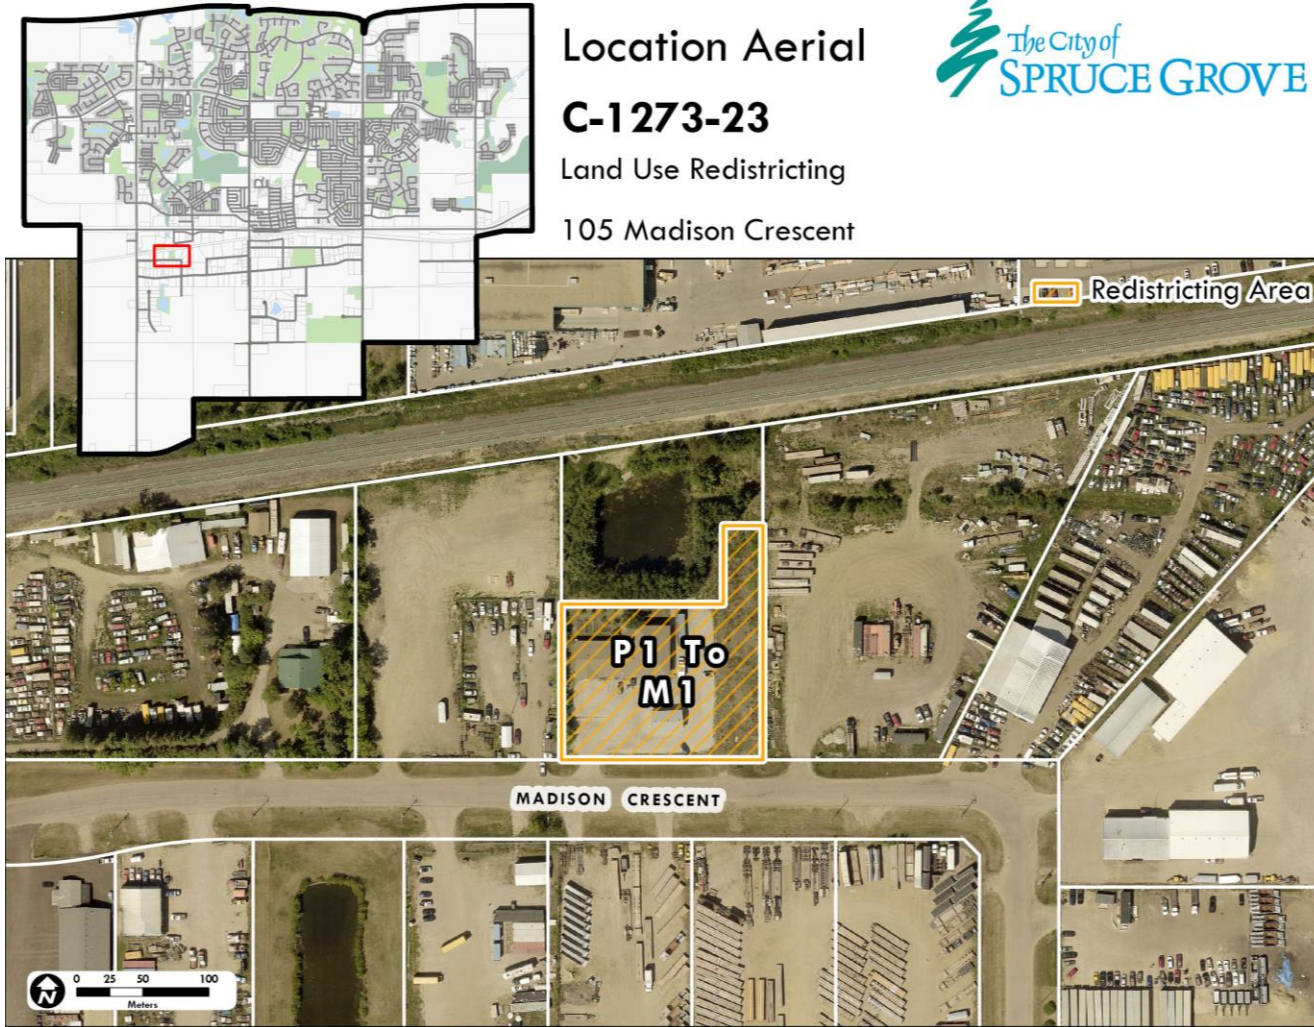 Location Aerial
The City of
SPRUCE GROVE
C-1273-23
Land Use Redistricting
105 Madison Crescent
Redistricting Area
P1 To
M1
MADISON CRESCENT
N
0 25 50 100
Meters